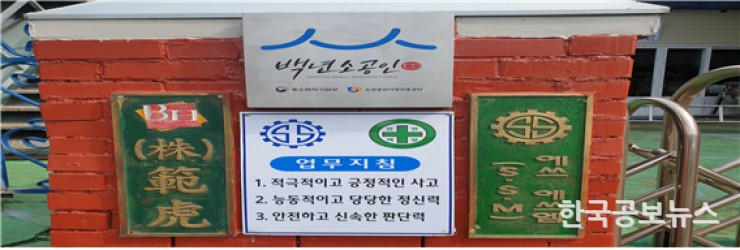 백년소공인
중소벤처기업부 소상공인시장진흥공단
BH
(株)
範
虎
업무지침
1. 적극적이고 긍정적인 사고
2. 능동적이고 당당한 정신력
3. 안전하고 신속한 판단력
에쓰에쓰엠
(S.S.M)
한국공보뉴스